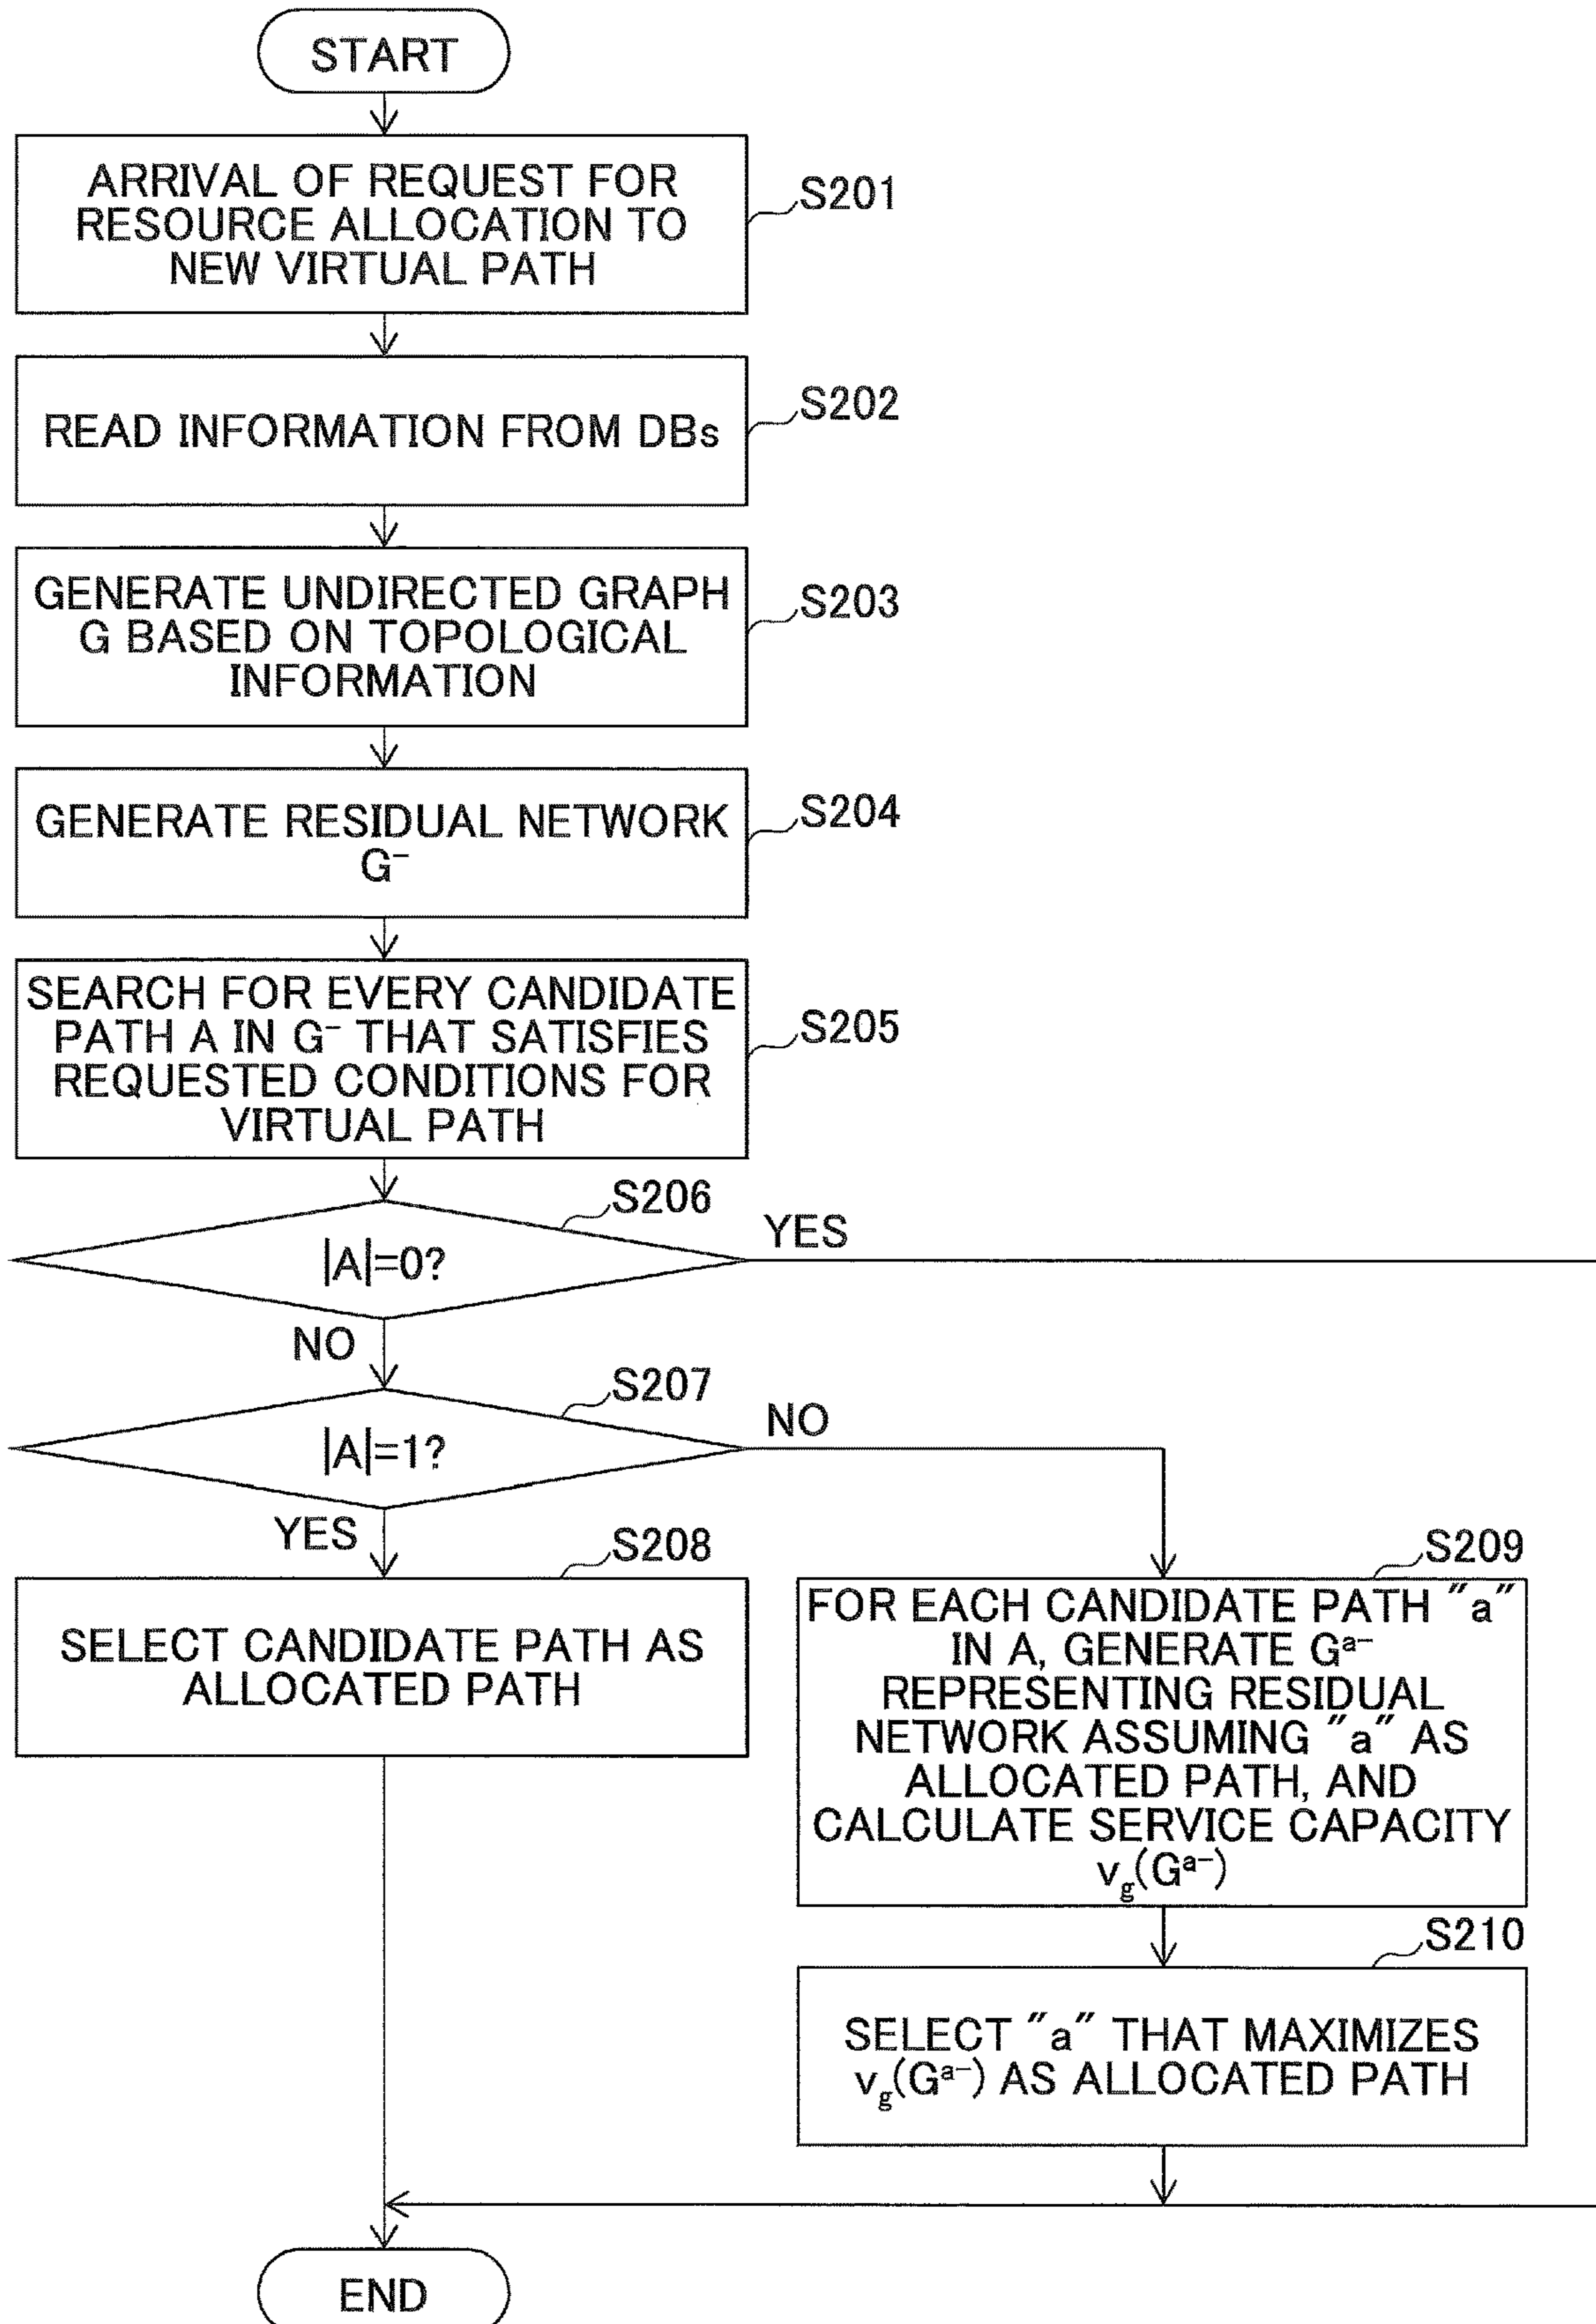 START
ARRIVAL OF REQUEST FOR
RESOURCE ALLOCATION TO
NEW VIRTUAL PATH
S201
READ INFORMATION FROM DBs
S202
GENERATE UNDIRECTED GRAPH
G BASED ON TOPOLOGICAL
INFORMATION
S203
GENERATE RESIDUAL NETWORK
G⁻
S204
SEARCH FOR EVERY CANDIDATE
PATH A IN G⁻ THAT SATISFIES
REQUESTED CONDITIONS FOR
VIRTUAL PATH
S205
S206
|A|=0?
YES
NO
S207
|A|=1?
NO
YES
S208
SELECT CANDIDATE PATH AS
ALLOCATED PATH
S209
FOR EACH CANDIDATE PATH "a"
IN A, GENERATE Gᵃ⁻
REPRESENTING RESIDUAL
NETWORK ASSUMING "a" AS
ALLOCATED PATH, AND
CALCULATE SERVICE CAPACITY
v_g(Gᵃ⁻)
S210
SELECT "a" THAT MAXIMIZES
v_g(Gᵃ⁻) AS ALLOCATED PATH
END